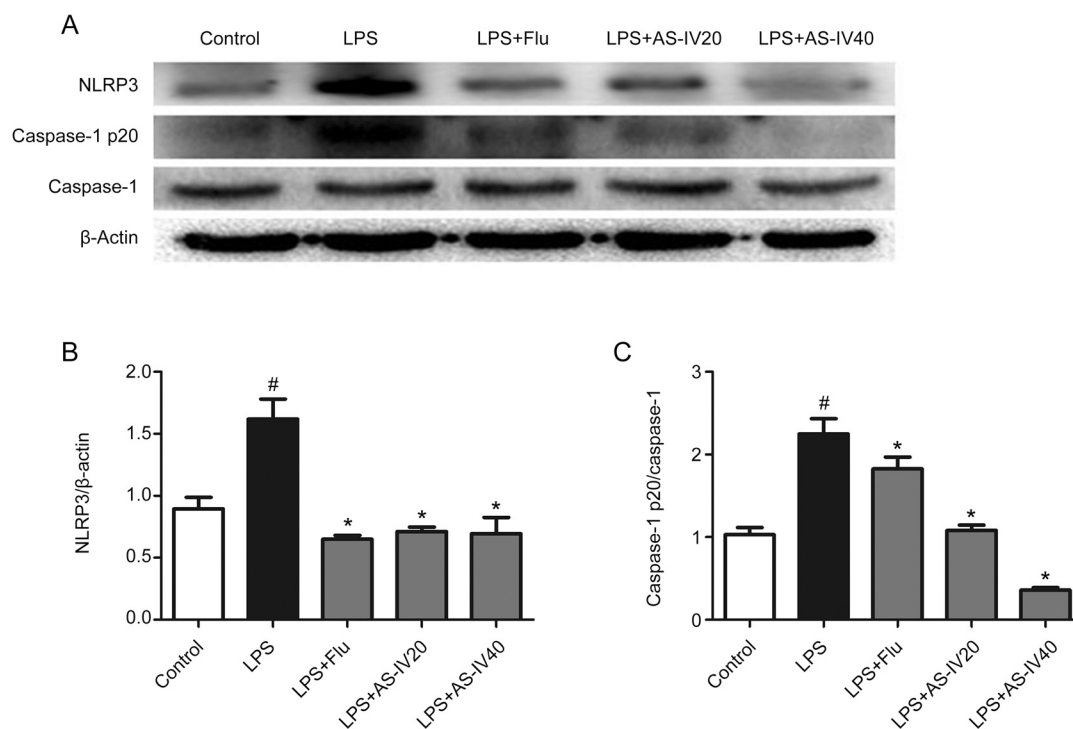 A
Control LPS LPS+Flu LPS+AS-IV20 LPS+AS-IV40
NLRP3
Caspase-1 p20
Caspase-1
β-Actin
B
NLRP3/β-actin
2.0
1.5
1.0
0.5
0.0
#
*
*
*
Control LPS LPS+Flu LPS+AS-IV20 LPS+AS-IV40
C
Caspase-1 p20/caspase-1
3
2
1
0
#
*
*
*
Control LPS LPS+Flu LPS+AS-IV20 LPS+AS-IV40